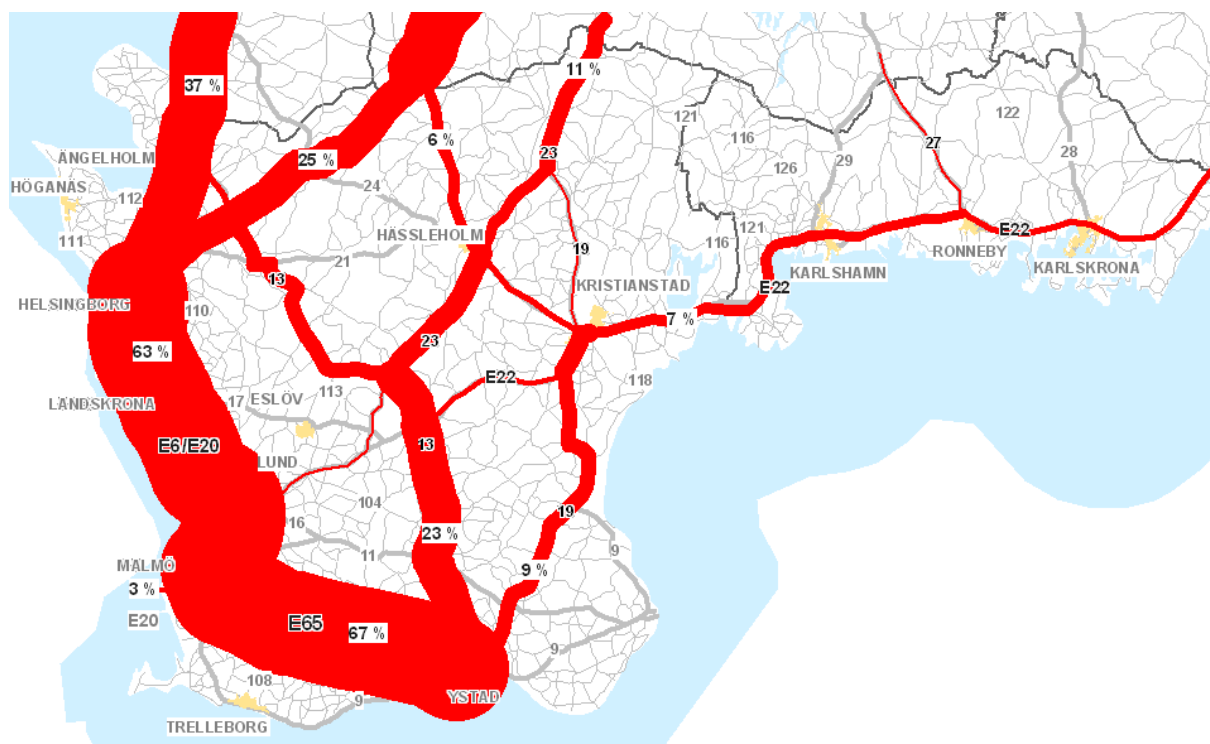 37 %
11 %
121
122
116
6 %
23
27
25 %
ÄNGELHOLM
126
29
28
HÖGANÄS
24
112
HÄSSLEHOLM
19
116
121
E22
111
21
RONNEBY
13
KARLSHAMN
KARLSKRONA
KRISTIANSTAD
E22
HELSINGBORG
110
7 %
23
63 %
E22
118
113
17
ESLÖV
LANDSKRONA
E6/E20
13
LUND
104
19
16
23 %
11
9
MALMÖ
9 %
3 %
E20
E65
67 %
9
108
YSTAD
9
TRELLEBORG